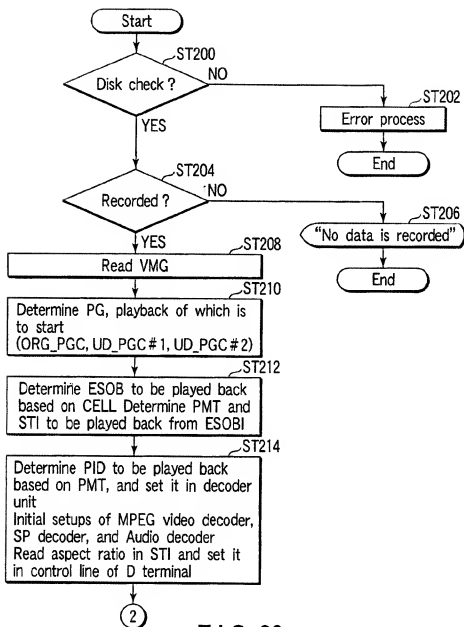 Start
ST200
Disk check ?
NO
ST202
Error process
YES
End
ST204
Recorded ?
NO
ST206
"No data is recorded"
YES
ST208
Read VMG
End
ST210
Determine PG, playback of which is
to start
(ORG_PGC, UD_PGC # 1, UD_PGC # 2)
ST212
Determine ESOB to be played back
based on CELL Determine PMT and
STI to be played back from ESOBI
ST214
Determine PID to be played back
based on PMT, and set it in decoder
unit
Initial setups of MPEG video decoder,
SP decoder, and Audio decoder
Read aspect ratio in STI and set it
in control line of D terminal
2